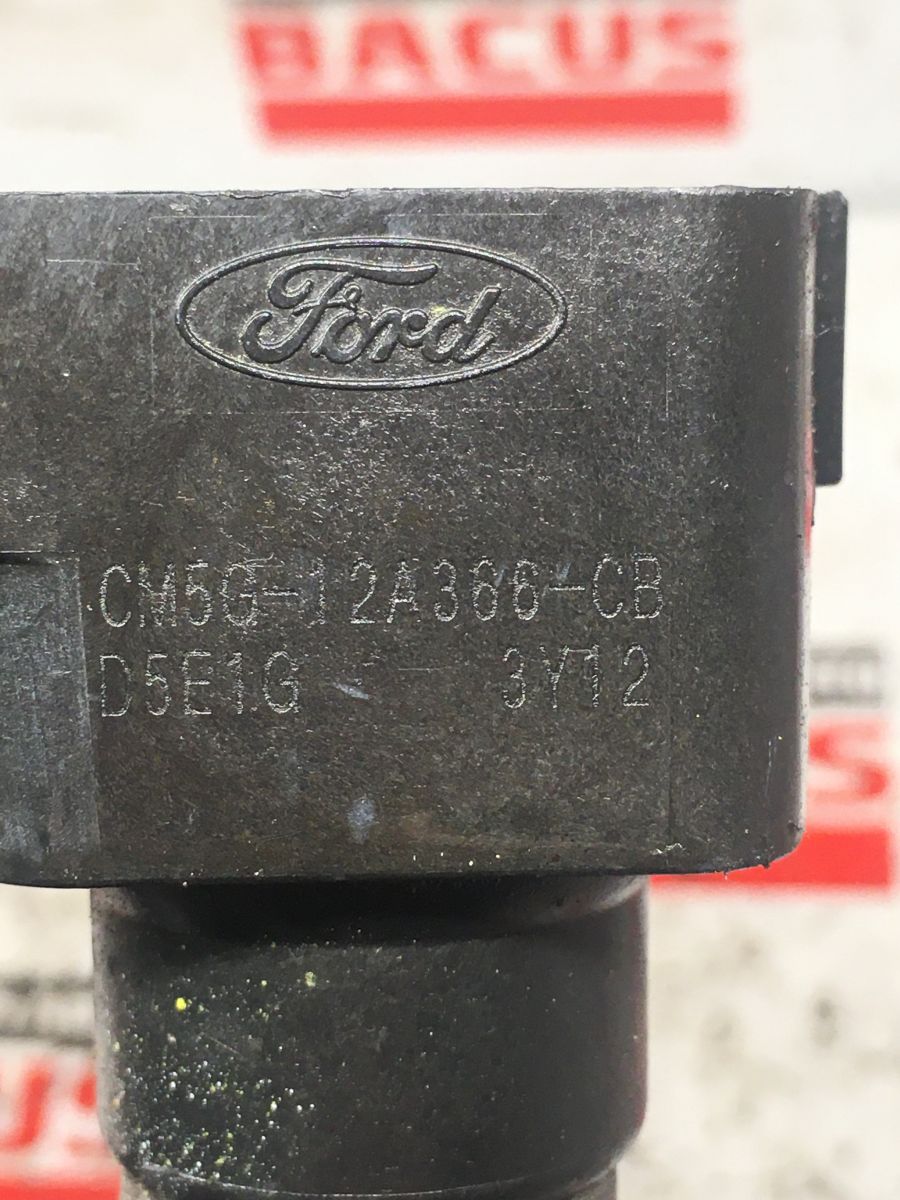 BACUS
Ford
CM5G-12A366-CB
D5E1G - 3Y12